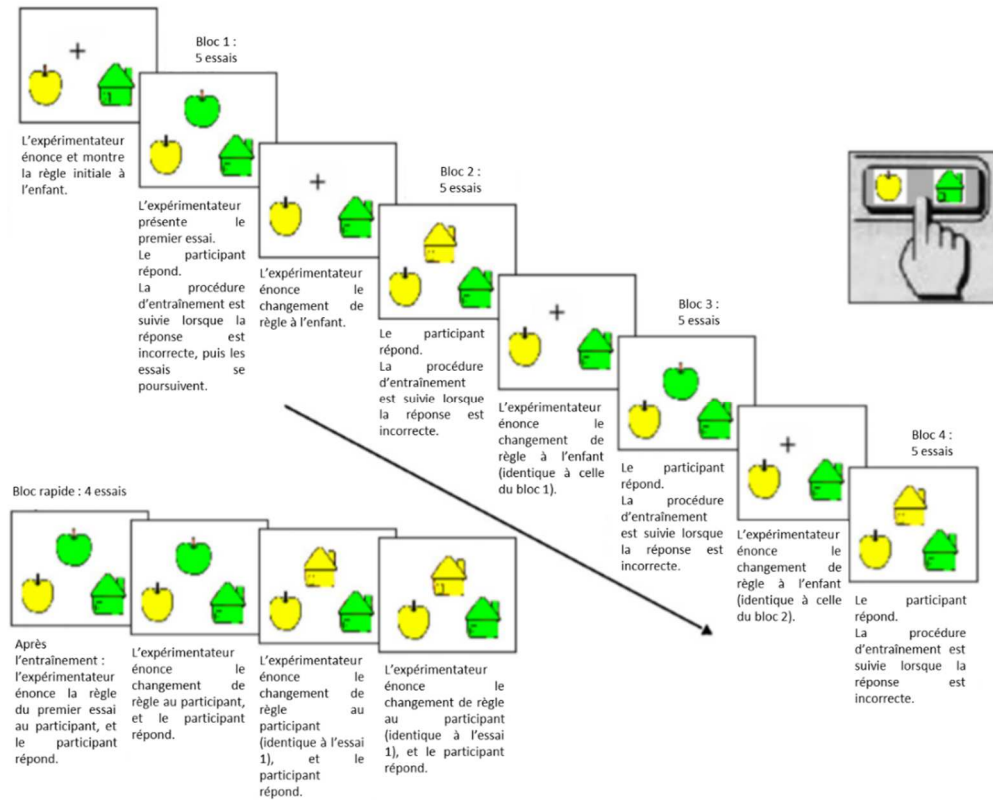 Bloc 1 :
5 essais
L'expérimentateur
énonce et montre
la règle initiale à
l'enfant.
L'expérimentateur
présente le
premier essai.
Le participant
répond.
La procédure
d'entraînement est
suivie lorsque la
réponse est
incorrecte, puis les
essais se
poursuivent.
L'expérimentateur
énonce le
changement de
règle à l'enfant.
Bloc 2 :
5 essais
Le participant
répond.
La procédure
d'entraînement
est suivie lorsque
la réponse est
incorrecte.
L'expérimentateur
énonce le
changement de
règle à l'enfant
(identique à celle
du bloc 1).
Bloc 3 :
5 essais
Le participant
répond.
La procédure
d'entraînement
est suivie lorsque
la réponse est
incorrecte.
L'expérimentateur
énonce le
changement de
règle à l'enfant
(identique à celle
du bloc 2).
Bloc 4 :
5 essais
Le participant
répond.
La procédure
d'entraînement est
suivie lorsque la
réponse est
incorrecte.
Bloc rapide : 4 essais
Après
l'entraînement :
l'expérimentateur
énonce la règle
du premier essai
au participant, et
le participant
répond.
L'expérimentateur
énonce le
changement de
règle au participant,
et le participant
répond.
L'expérimentateur
énonce le
changement de
règle au
participant
(identique à l'essai
1), et le
participant
répond.
L'expérimentateur
énonce le
changement de règle
au participant
(identique à l'essai
1), et le participant
répond.